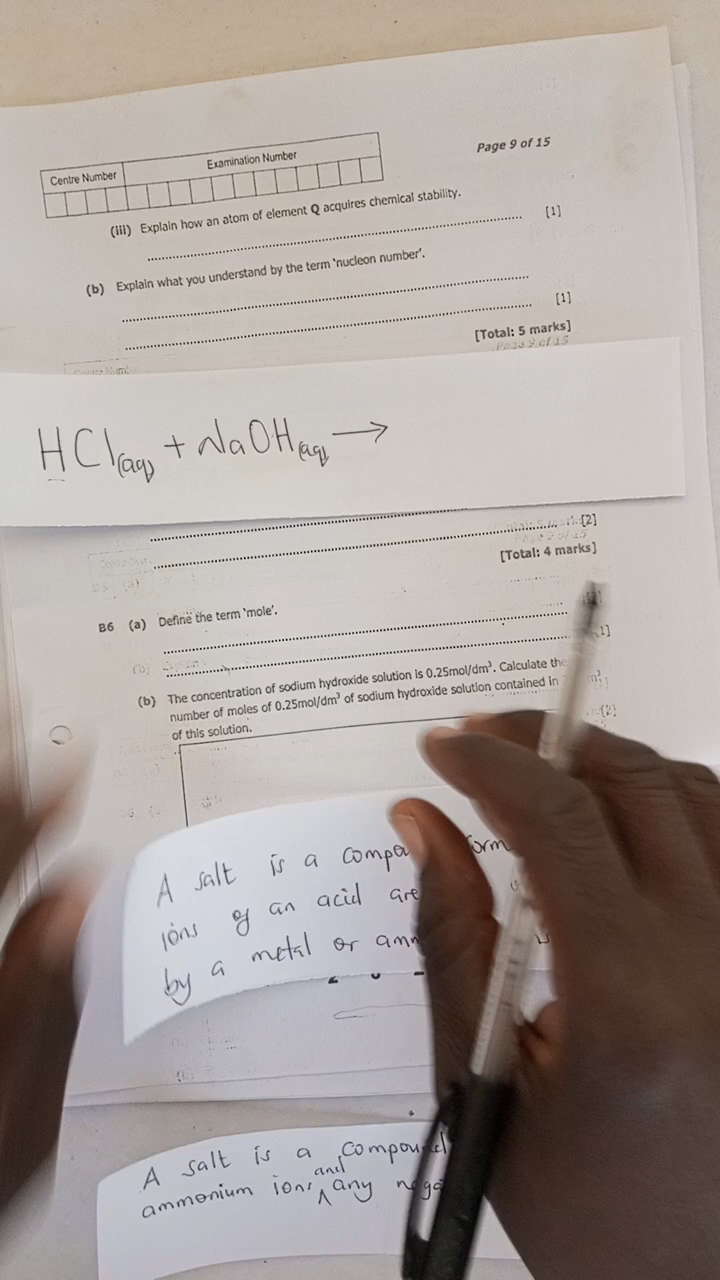 Page 9 of 15
Centre Number
Examination Number
(iii) Explain how an atom of element Q acquires chemical stability.
[1]
(b) Explain what you understand by the term 'nucleon number'.
[1]
[Total: 5 marks]
HCl(aq) + NaOH(aq) →
[2]
[Total: 4 marks]
B6 (a) Define the term 'mole'.
(b) The concentration of sodium hydroxide solution is 0.25mol/dm³. Calculate the
number of moles of 0.25mol/dm³ of sodium hydroxide solution contained in
of this solution.
A salt is a
ions of an acid are
by a metal or
A salt is a compound
ammonium ions and any